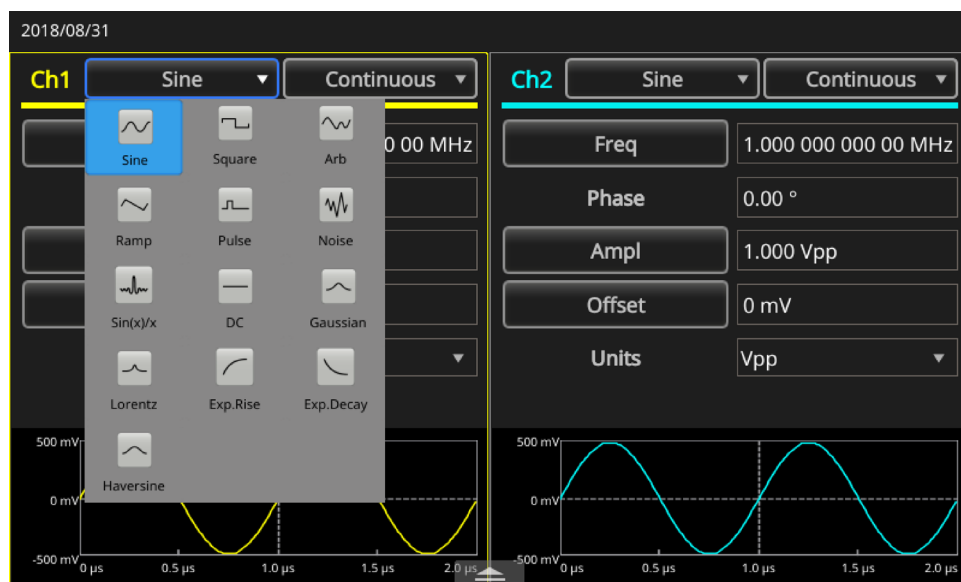 2018/08/31
Ch1 Sine Continuous
Sine Square Arb
Ramp Pulse Noise
Sin(x)/x DC Gaussian
Lorentz Exp.Rise Exp.Decay
Haversine
0 00 MHz
500 mV
0 mV
-500 mV
0 µs 0.5 µs 1.0 µs 1.5 µs 2.0 µs
Ch2 Sine Continuous
Freq 1.000 000 000 000 00 MHz
Phase 0.00 °
Ampl 1.000 Vpp
Offset 0 mV
Units Vpp
500 mV
0 mV
-500 mV
0 µs 0.5 µs 1.0 µs 1.5 µs 2.0 µs